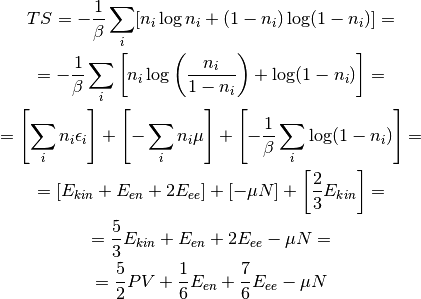 TS = -\frac{1}{\beta} \sum_i [n_i \log n_i + (1 - n_i) \log(1 - n_i)] =
= -\frac{1}{\beta} \sum_i \left[ n_i \log \left( \frac{n_i}{1 - n_i} \right) + \log(1 - n_i) \right] =
= \left[ \sum_i n_i \epsilon_i \right] + \left[ -\sum_i n_i \mu \right] + \left[ -\frac{1}{\beta} \sum_i \log(1 - n_i) \right] =
= [E_{kin} + E_{en} + 2E_{ee}] + [-\mu N] + \left[ \frac{2}{3} E_{kin} \right] =
= \frac{5}{3} E_{kin} + E_{en} + 2E_{ee} - \mu N =
= \frac{5}{2} PV + \frac{1}{6} E_{en} + \frac{7}{6} E_{ee} - \mu N